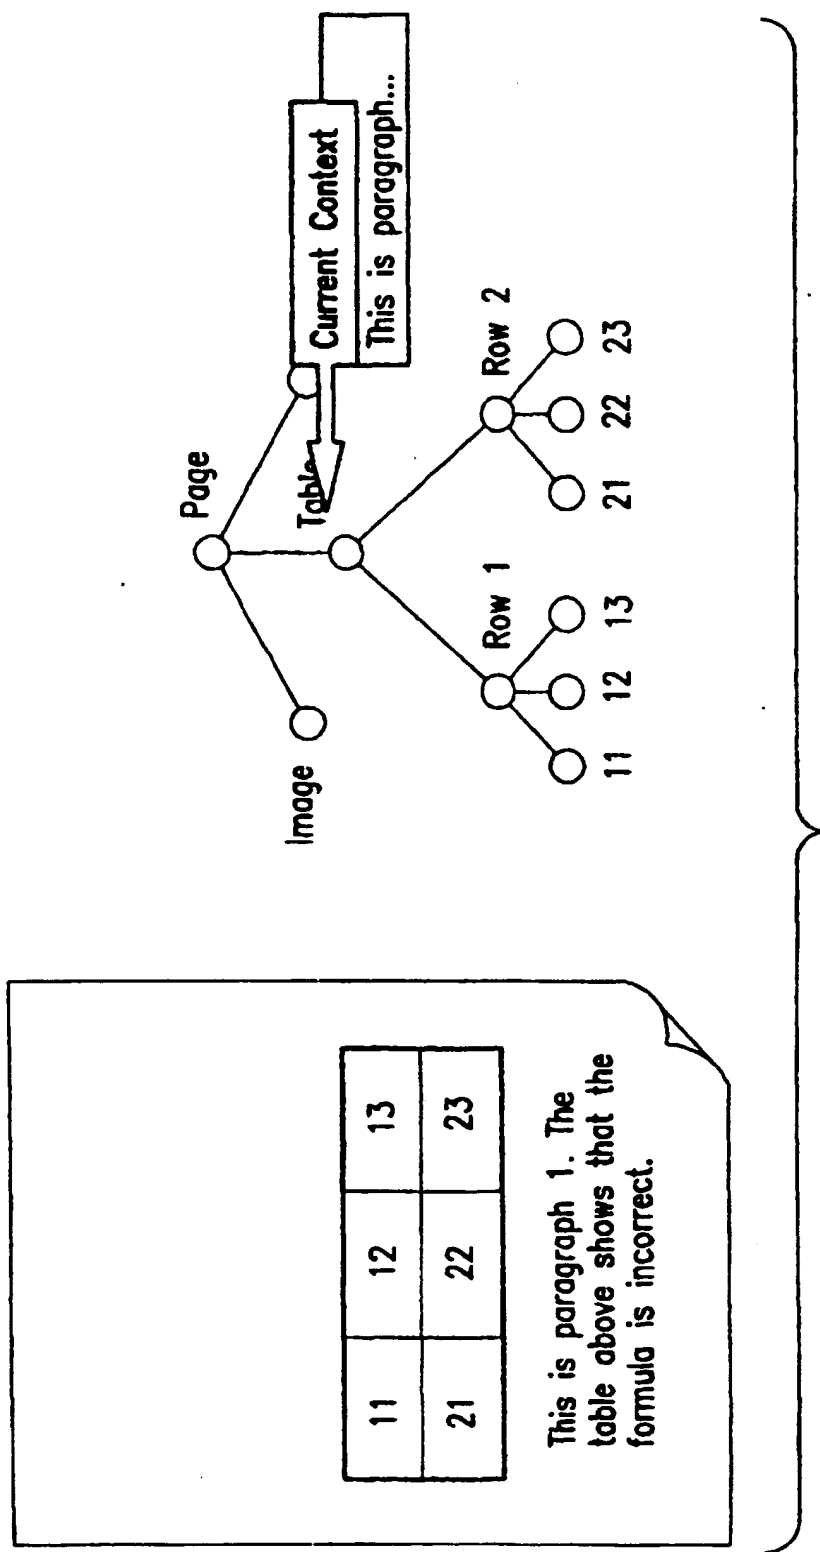 11 12 13
21 22 23
This is paragraph 1. The
table above shows that the
formula is incorrect.
Page
Image
Table
Current Context
This is paragraph...
Row 1
Row 2
11 12 13
21 22 23